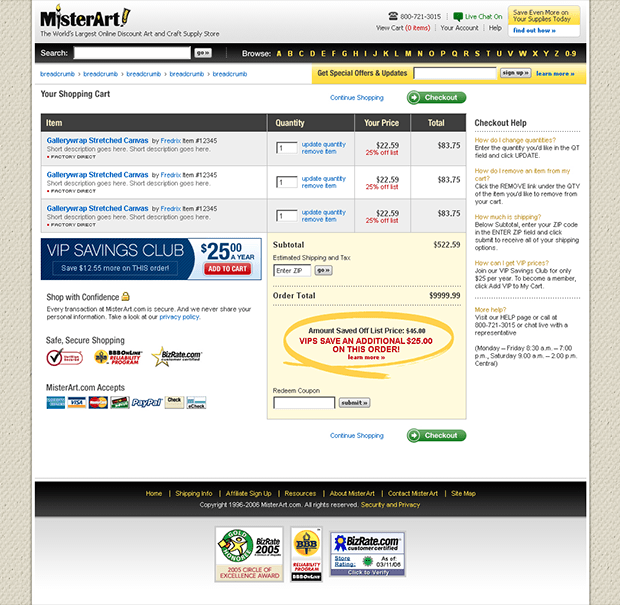 MisterArt!
The World's Largest Online Discount Art and Craft Supply Store
800-721-3015 | Live Chat On
View Cart (0 items) | Your Account | Help
Save Even More on
Your Supplies Today
find out how »
Search: go »
Browse: A B C D E F G H I J K L M N O P Q R S T U V W X Y Z 0-9
breadcrumb > breadcrumb > breadcrumb > breadcrumb > breadcrumb
Get Special Offers & Updates sign up » learn more »
Your Shopping Cart
Continue Shopping
Checkout
Item Quantity Your Price Total
Gallerywrap Stretched Canvas by Fredrix Item #12345
Short description goes here. Short description goes here.
• FACTORY DIRECT
1 update quantity
remove item
$22.59
25% off list
$83.75
Gallerywrap Stretched Canvas by Fredrix Item #12345
Short description goes here. Short description goes here.
• FACTORY DIRECT
1 update quantity
remove item
$22.59
25% off list
$83.75
Gallerywrap Stretched Canvas by Fredrix Item #12345
Short description goes here. Short description goes here.
• FACTORY DIRECT
1 update quantity
remove item
$22.59
25% off list
$83.75
VIP SAVINGS CLUB
Save $12.55 more on THIS order!
$25.00
A YEAR
ADD TO CART
Shop with Confidence
Every transaction at MisterArt.com is secure. And we never share your
personal information. Take a look at our privacy policy.
Safe, Secure Shopping
BBBOnLine
RELIABILITY
PROGRAM
BizRate.com
customer certified
MisterArt.com Accepts
VISA
PayPal
Check
eCheck
Subtotal $522.59
Estimated Shipping and Tax
Enter ZIP go »
Order Total $9999.99
Amount Saved Off List Price: $45.00
VIPS SAVE AN ADDITIONAL $25.00
ON THIS ORDER!
learn more »
Redeem Coupon
submit »
Continue Shopping
Checkout
Checkout Help
How do I change quantities?
Enter the quantity you'd like in the QT
field and click UPDATE.
How do I remove an item from my
cart?
Click the REMOVE link under the QTY
of the item you'd like to remove from
your cart.
How much is shipping?
Below Subtotal, enter your ZIP code
in the ENTER ZIP field and click
submit to receive all of your shipping
options.
How can I get VIP prices?
Join our VIP Savings Club for only
$25 per year. To become a member,
click Add VIP to My Cart.
More help?
Visit our HELP page or call at
800-721-3015 or chat live with a
representative
(Monday – Friday 8:30 a.m. – 7:00
p.m., Saturday 9:00 a.m. – 2:00 p.m.
Central)
Home | Shipping Info | Affiliate Sign Up | Resources | About MisterArt | Contact MisterArt | Site Map
Copyright 1996-2006 MisterArt.com. All rights reserved. Security and Privacy
GOLD HONOREE
BizRate
2005
2005 CIRCLE OF
EXCELLENCE AWARD
BBB
RELIABILITY
PROGRAM
BBBOnLine
BizRate.com
customer certified
Store
Rating:
As of:
03/11/06
Click to Verify